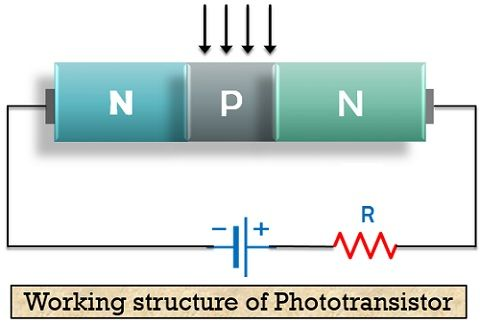 N P N
R
− +
Working structure of Phototransistor